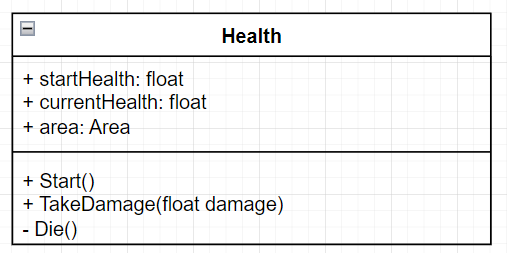 Health
+ startHealth: float
+ currentHealth: float
+ area: Area
+ Start()
+ TakeDamage(float damage)
- Die()